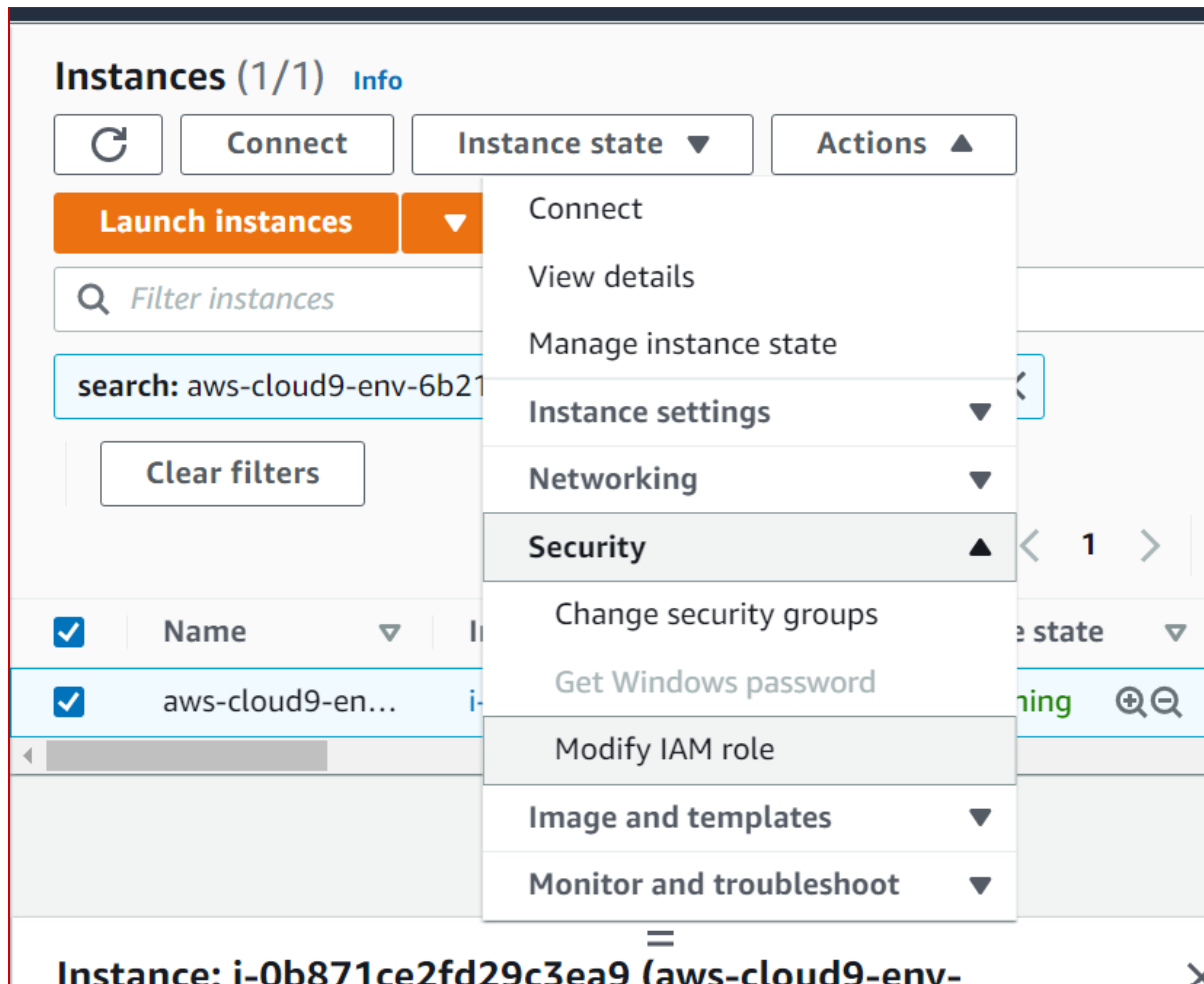 Instances (1/1) Info
Connect Instance state Actions
Launch instances
Connect
View details
Filter instances
Manage instance state
search: aws-cloud9-env-6b21
Instance settings
Clear filters
Networking
Security
1
Change security groups
Name state
Get Windows password
aws-cloud9-en... i-
Modify IAM role
Image and templates
Monitor and troubleshoot
Instance: i-0b871ce2fd29c3ea9 (aws-cloud9-env-